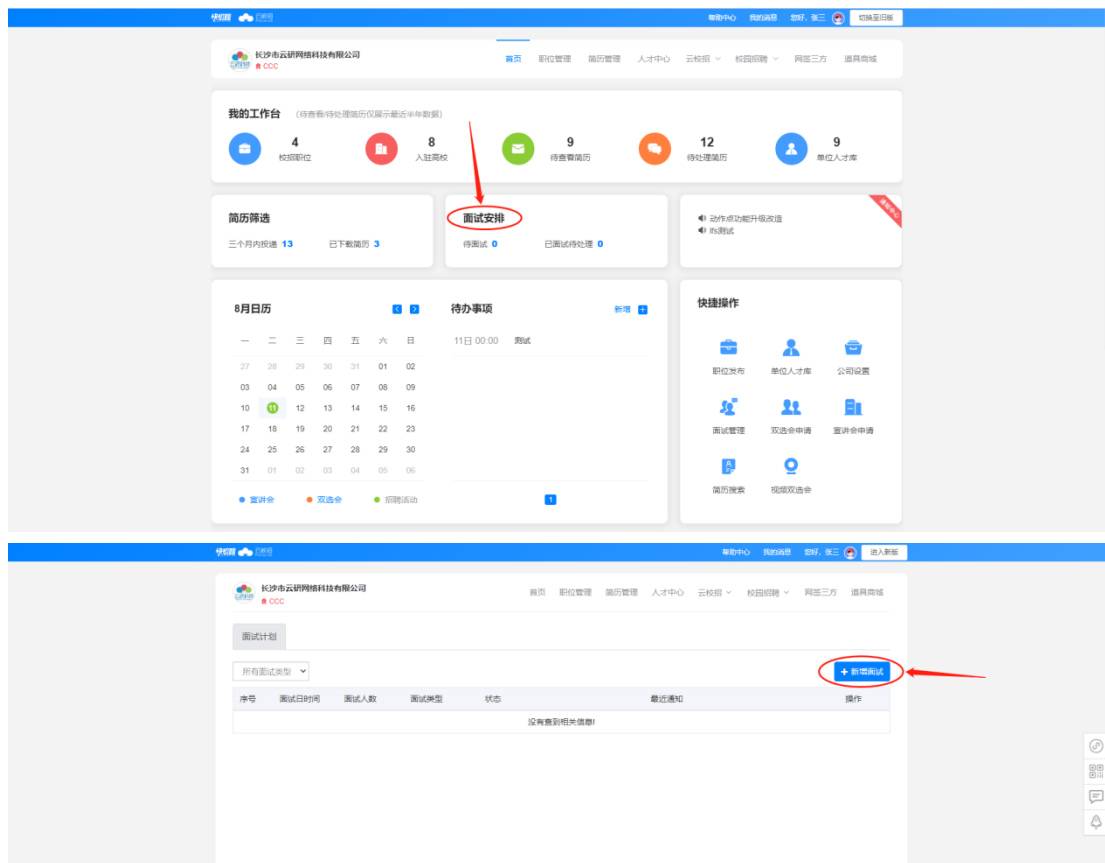 帮助中心 我的消息 您好, 张三 切换至旧版
长沙市云研网络科技有限公司
CCC
首页 职位管理 简历管理 人才中心 云校招 校园招聘 网签三方 道具商城
我的工作台 (待查看/待处理简历仅展示最近半年数据)
4 8 9 12 9
校招职位 入驻高校 待查看简历 待处理简历 单位人才库
简历筛选 面试安排
动作点功能升级改造
lfs测试
通知中心
三个月内投递 13 已下载简历 3 待面试 0 已面试待处理 0
8月日历 待办事项 新增 快捷操作
一 二 三 四 五 六 日 11日 00:00 测试
27 28 29 30 31 01 02
03 04 05 06 07 08 09
10 11 12 13 14 15 16
17 18 19 20 21 22 23
24 25 26 27 28 29 30
31 01 02 03 04 05 06
宣讲会 双选会 招聘活动 1
职位发布 单位人才库 公司设置
面试管理 双选会申请 宣讲会申请
简历搜索 视频双选会
帮助中心 我的消息 您好, 张三 进入新版
长沙市云研网络科技有限公司
CCC
首页 职位管理 简历管理 人才中心 云校招 校园招聘 网签三方 道具商城
面试计划
所有面试类型 + 新增面试
序号 面试日时间 面试人数 面试类型 状态 最近通知 操作
没有查到相关信息!